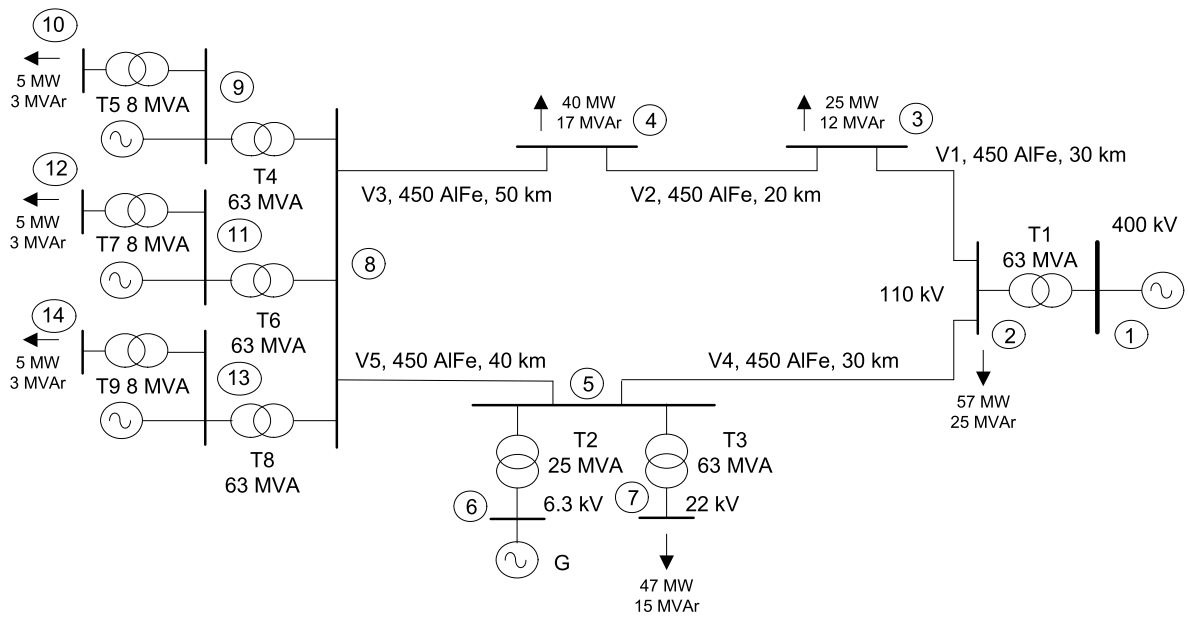 10
5 MW
3 MVAr
T5 8 MVA
9
T4
63 MVA
12
5 MW
3 MVAr
T7 8 MVA
11
T6
63 MVA
14
5 MW
3 MVAr
T9 8 MVA
13
T8
63 MVA
8
V3, 450 AlFe, 50 km
40 MW
17 MVAr
4
V2, 450 AlFe, 20 km
25 MW
12 MVAr
3
V1, 450 AlFe, 30 km
T1
63 MVA
400 kV
110 kV
2
1
57 MW
25 MVAr
V5, 450 AlFe, 40 km
5
V4, 450 AlFe, 30 km
T2
25 MVA
T3
63 MVA
6
6.3 kV
7
22 kV
G
47 MW
15 MVAr